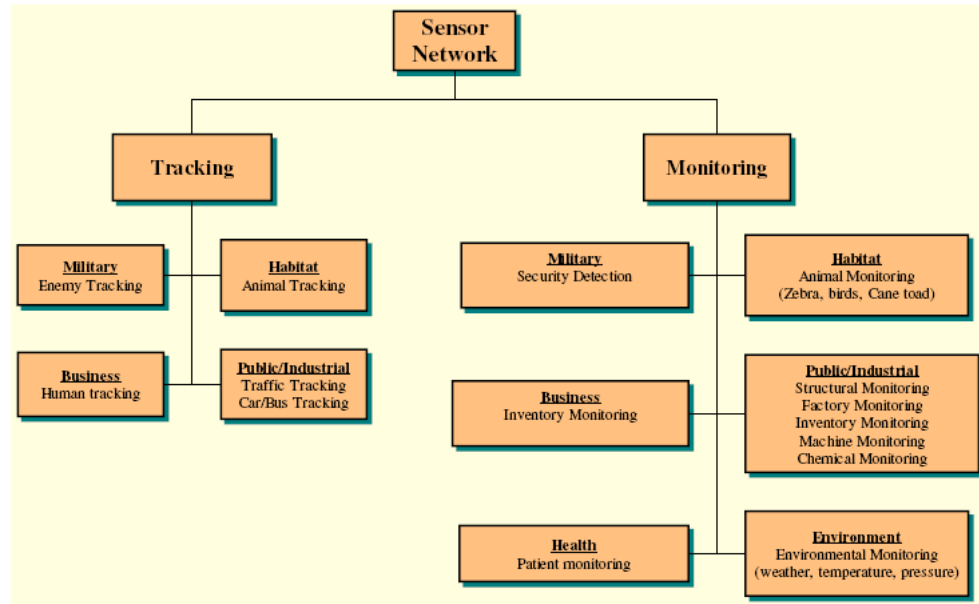 Sensor
Network
Tracking
Monitoring
Military
Enemy Tracking
Habitat
Animal Tracking
Business
Human tracking
Public/Industrial
Traffic Tracking
Car/Bus Tracking
Military
Security Detection
Habitat
Animal Monitoring
(Zebra, birds, Cane toad)
Business
Inventory Monitoring
Public/Industrial
Structural Monitoring
Factory Monitoring
Inventory Monitoring
Machine Monitoring
Chemical Monitoring
Health
Patient monitoring
Environment
Environmental Monitoring
(weather, temperature, pressure)